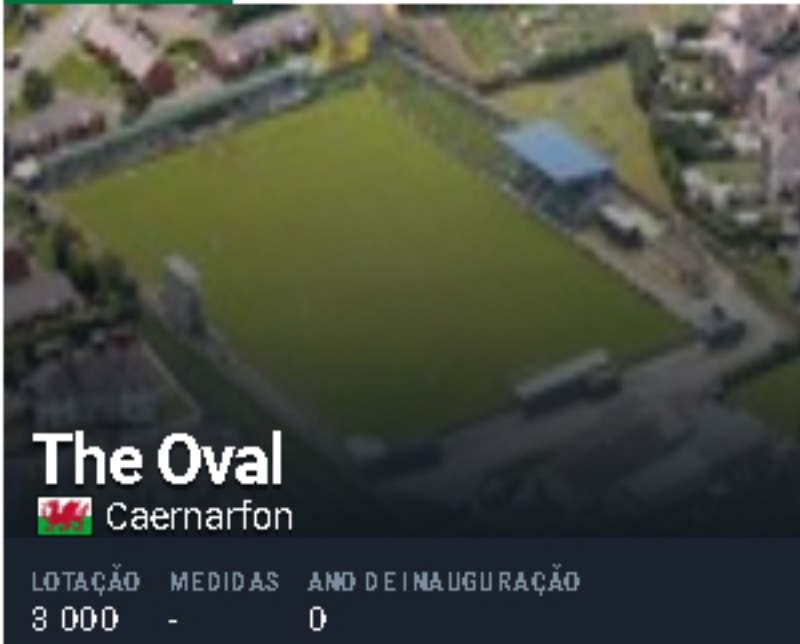 The Oval
Caernarfon
LOTAÇÃO MEDIDAS ANO DE INAUGURAÇÃO
3 000 - 0